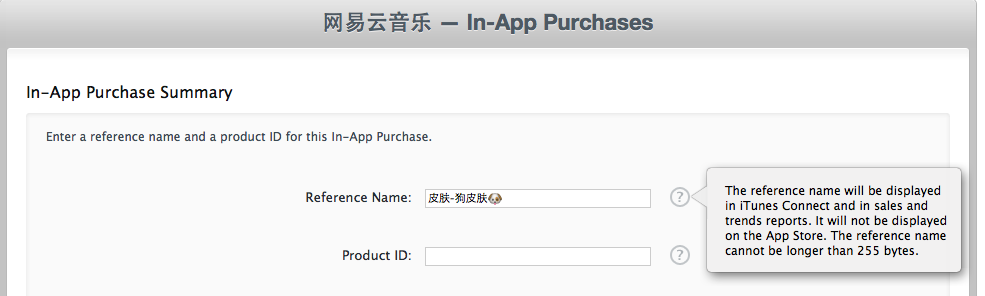 网易云音乐 — In-App Purchases
In-App Purchase Summary
Enter a reference name and a product ID for this In-App Purchase.
Reference Name:
皮肤-狗皮肤🐶
?
The reference name will be displayed
in iTunes Connect and in sales and
trends reports. It will not be displayed
on the App Store. The reference name
cannot be longer than 255 bytes.
Product ID:
?